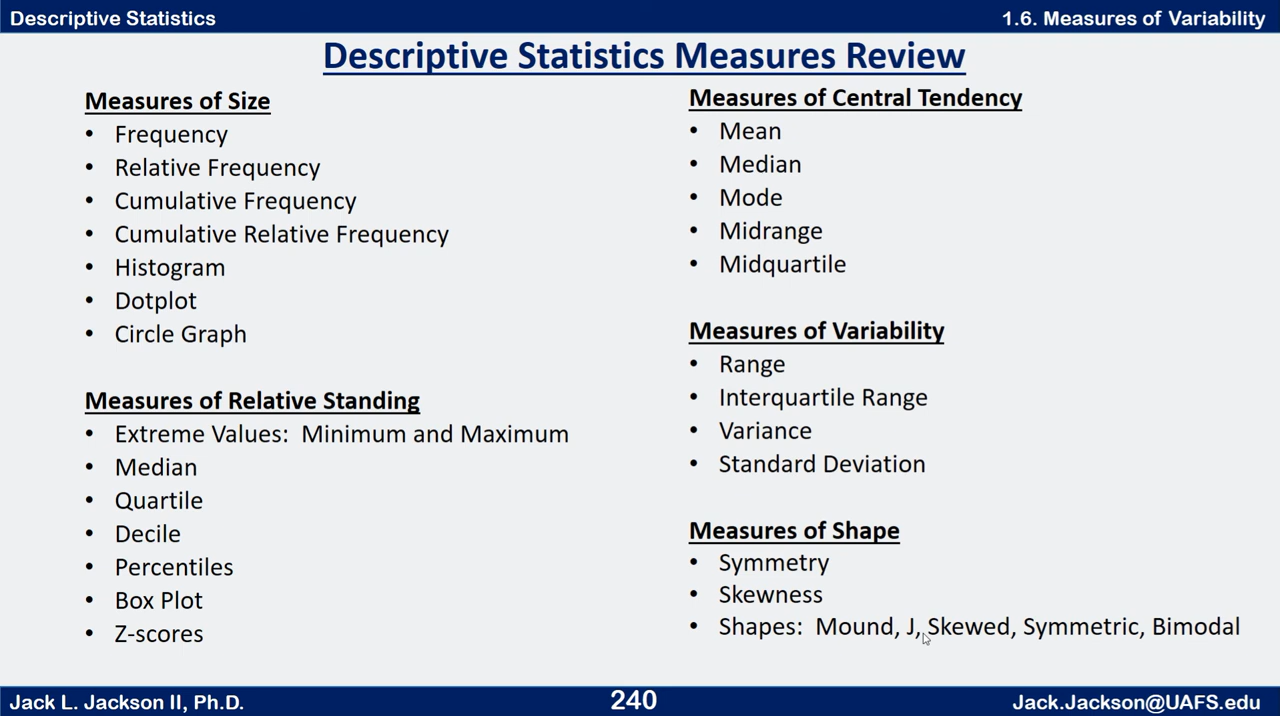 Descriptive Statistics
1.6. Measures of Variability
Descriptive Statistics Measures Review
Measures of Size
• Frequency
• Relative Frequency
• Cumulative Frequency
• Cumulative Relative Frequency
• Histogram
• Dotplot
• Circle Graph
Measures of Relative Standing
• Extreme Values: Minimum and Maximum
• Median
• Quartile
• Decile
• Percentiles
• Box Plot
• Z-scores
Measures of Central Tendency
• Mean
• Median
• Mode
• Midrange
• Midquartile
Measures of Variability
• Range
• Interquartile Range
• Variance
• Standard Deviation
Measures of Shape
• Symmetry
• Skewness
• Shapes: Mound, J, Skewed, Symmetric, Bimodal
Jack L. Jackson II, Ph.D.
240
Jack.Jackson@UAFS.edu